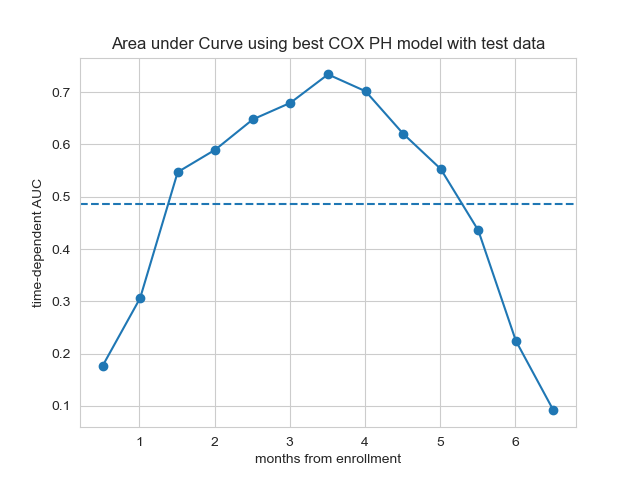 Area under Curve using best COX PH model with test data
time-dependent AUC
0.7
0.6
0.5
0.4
0.3
0.2
0.1
1 2 3 4 5 6
months from enrollment